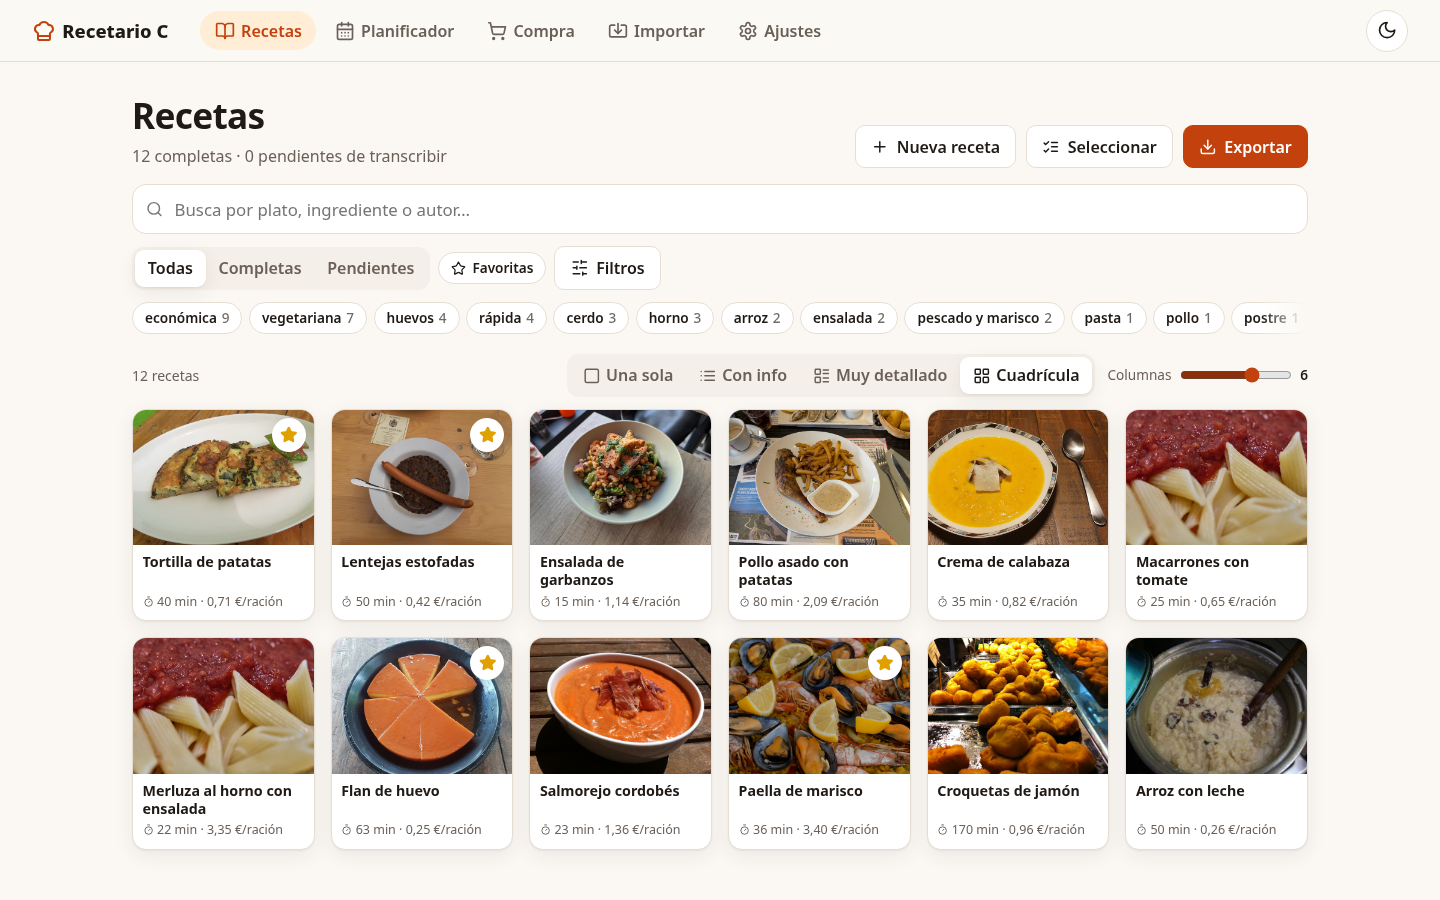 Recetario C
Recetas
Planificador
Compra
Importar
Ajustes
Recetas
12 completas · 0 pendientes de transcribir
Nueva receta
Seleccionar
Exportar
Busca por plato, ingrediente o autor...
Todas
Completas
Pendientes
Favoritas
Filtros
económica 9
vegetariana 7
huevos 4
rápida 4
cerdo 3
horno 3
arroz 2
ensalada 2
pescado y marisco 2
pasta 1
pollo 1
postre 1
12 recetas
Una sola
Con info
Muy detallado
Cuadrícula
Columnas
6
Tortilla de patatas
40 min · 0,71 €/ración
Lentejas estofadas
50 min · 0,42 €/ración
Ensalada de
garbanzos
15 min · 1,14 €/ración
Pollo asado con
patatas
80 min · 2,09 €/ración
Crema de calabaza
35 min · 0,82 €/ración
Macarrones con
tomate
25 min · 0,65 €/ración
Merluza al horno con
ensalada
22 min · 3,35 €/ración
Flan de huevo
63 min · 0,25 €/ración
Salmorejo cordobés
23 min · 1,36 €/ración
Paella de marisco
36 min · 3,40 €/ración
Croquetas de jamón
170 min · 0,96 €/ración
Arroz con leche
50 min · 0,26 €/ración